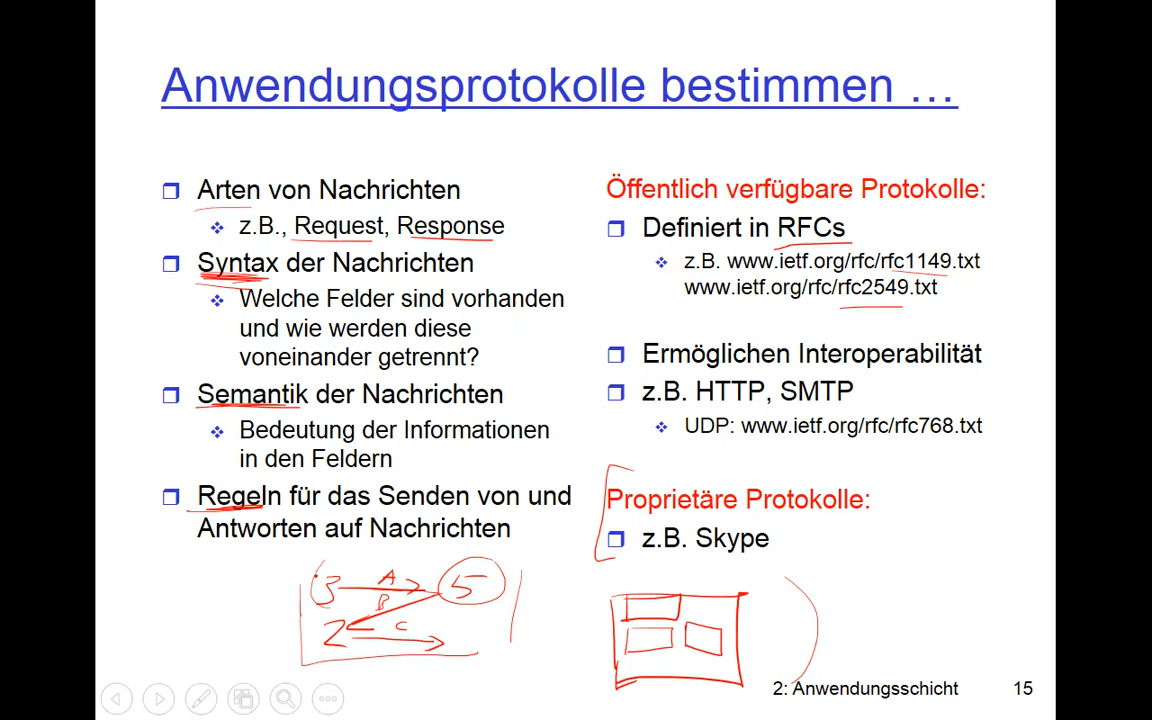 Anwendungsprotokolle bestimmen …
Arten von Nachrichten
z.B., Request, Response
Syntax der Nachrichten
Welche Felder sind vorhanden
und wie werden diese
voneinander getrennt?
Semantik der Nachrichten
Bedeutung der Informationen
in den Feldern
Regeln für das Senden von und
Antworten auf Nachrichten
3 A 5
B
2 C
Öffentlich verfügbare Protokolle:
Definiert in RFCs
z.B. www.ietf.org/rfc/rfc1149.txt
www.ietf.org/rfc/rfc2549.txt
Ermöglichen Interoperabilität
z.B. HTTP, SMTP
UDP: www.ietf.org/rfc/rfc768.txt
Proprietäre Protokolle:
z.B. Skype
2: Anwendungsschicht 15